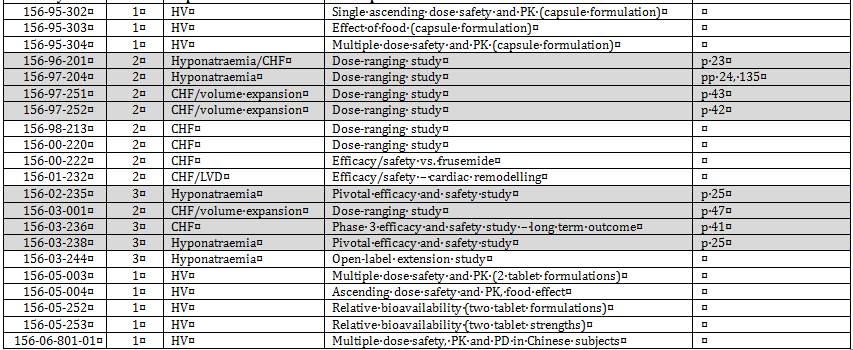 156-95-302¤ 1¤ HV¤ Single·ascending·dose·safety·and·PK·(capsule·formulation)¤ ¤
156-95-303¤ 1¤ HV¤ Effect·of·food·(capsule·formulation)¤ ¤
156-95-304¤ 1¤ HV¤ Multiple·dose·safety·and·PK·(capsule·formulation)¤ ¤
156-96-201¤ 2¤ Hyponatraemia/CHF¤ Dose-ranging·study¤ p·23¤
156-97-204¤ 2¤ Hyponatraemia¤ Dose-ranging·study¤ pp·24,·135¤
156-97-251¤ 2¤ CHF/volume·expansion¤ Dose-ranging·study¤ p·43¤
156-97-252¤ 2¤ CHF/volume·expansion¤ Dose-ranging·study¤ p·42¤
156-98-213¤ 2¤ CHF¤ Dose-ranging·study¤ ¤
156-00-220¤ 2¤ CHF¤ Dose-ranging·study¤ ¤
156-00-222¤ 2¤ CHF¤ Efficacy/safety·vs.·frusemide¤ ¤
156-01-232¤ 2¤ CHF/LVD¤ Efficacy/safety·–·cardiac·remodelling¤ ¤
156-02-235¤ 3¤ Hyponatraemia¤ Pivotal·efficacy·and·safety·study¤ p·25¤
156-03-001¤ 2¤ CHF/volume·expansion¤ Dose-ranging·study¤ p·47¤
156-03-236¤ 3¤ CHF¤ Phase·3·efficacy·and·safety·study·–·long·term·outcome¤ p·41¤
156-03-238¤ 3¤ Hyponatraemia¤ Pivotal·efficacy·and·safety·study¤ p·25¤
156-03-244¤ 3¤ Hyponatraemia¤ Open-label·extension·study¤ ¤
156-05-003¤ 1¤ HV¤ Multiple·dose·safety·and·PK·(2·tablet·formulations)¤ ¤
156-05-004¤ 1¤ HV¤ Ascending·dose·safety·and·PK,·food·effect¤ ¤
156-05-252¤ 1¤ HV¤ Relative·bioavailability·(two·tablet·formulations)¤ ¤
156-05-253¤ 1¤ HV¤ Relative·bioavailability·(two·tablet·strengths)¤ ¤
156-06-801-01¤ 1¤ HV¤ Multiple·dose·safety,·PK·and·PD·in·Chinese·subjects¤ ¤